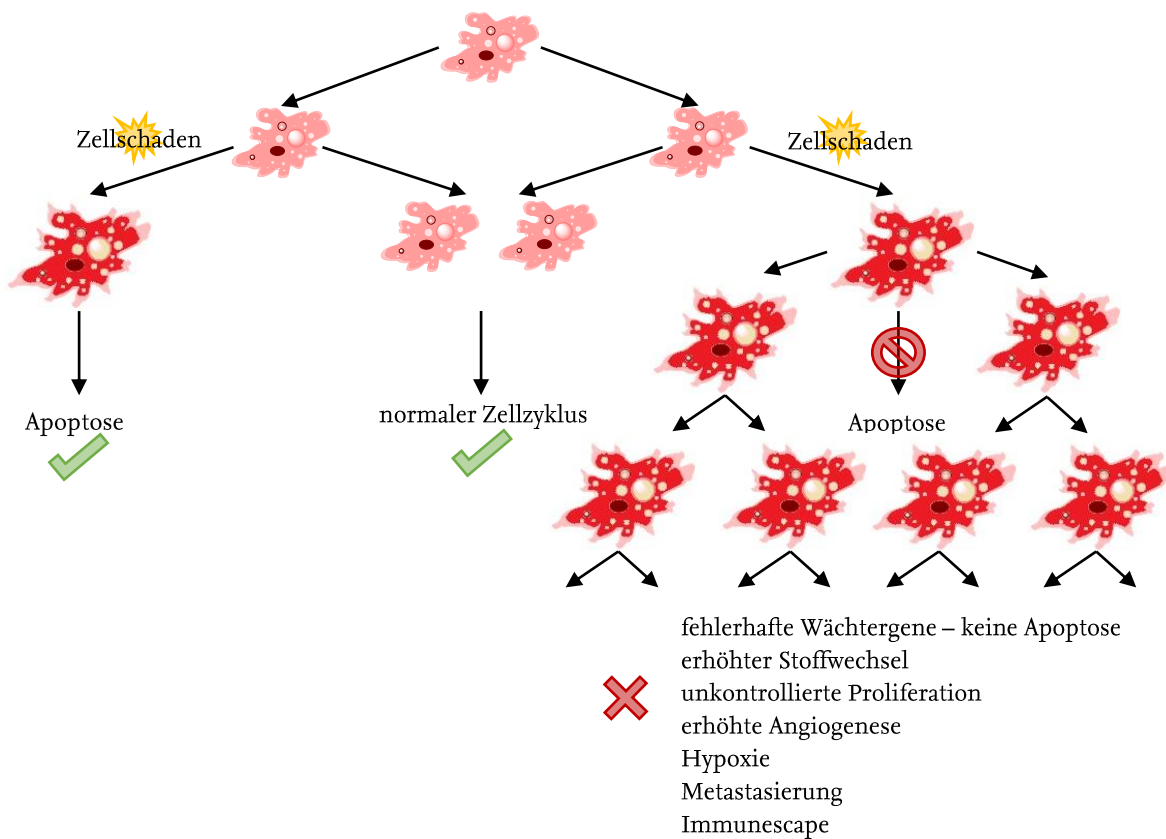 Zellschaden
Zellschaden
Apoptose
normaler Zellzyklus
Apoptose
fehlerhafte Wächtergene – keine Apoptose
erhöhter Stoffwechsel
unkontrollierte Proliferation
erhöhte Angiogenese
Hypoxie
Metastasierung
Immunescape